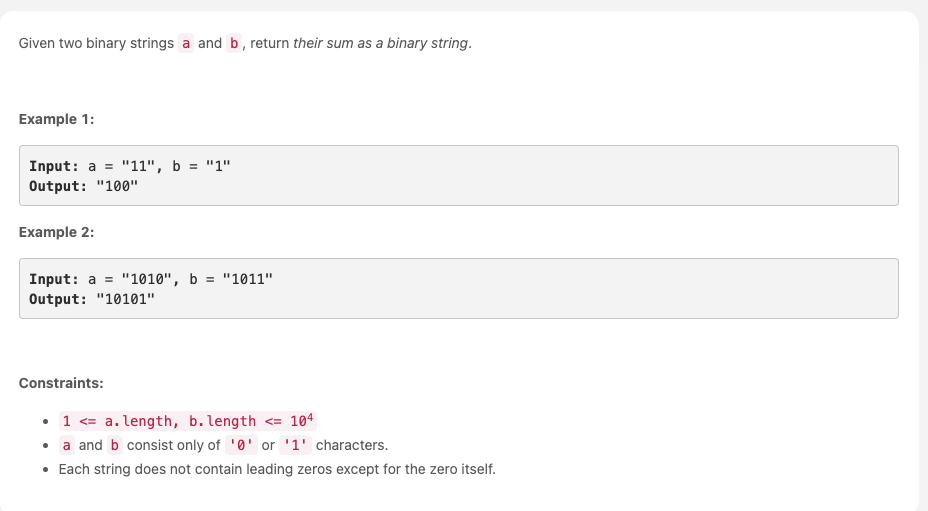 Given two binary strings a and b, return their sum as a binary string.
Example 1:
Input: a = "11", b = "1"
Output: "100"
Example 2:
Input: a = "1010", b = "1011"
Output: "10101"
Constraints:
• 1 <= a.length, b.length <= 10⁴
• a and b consist only of '0' or '1' characters.
• Each string does not contain leading zeros except for the zero itself.